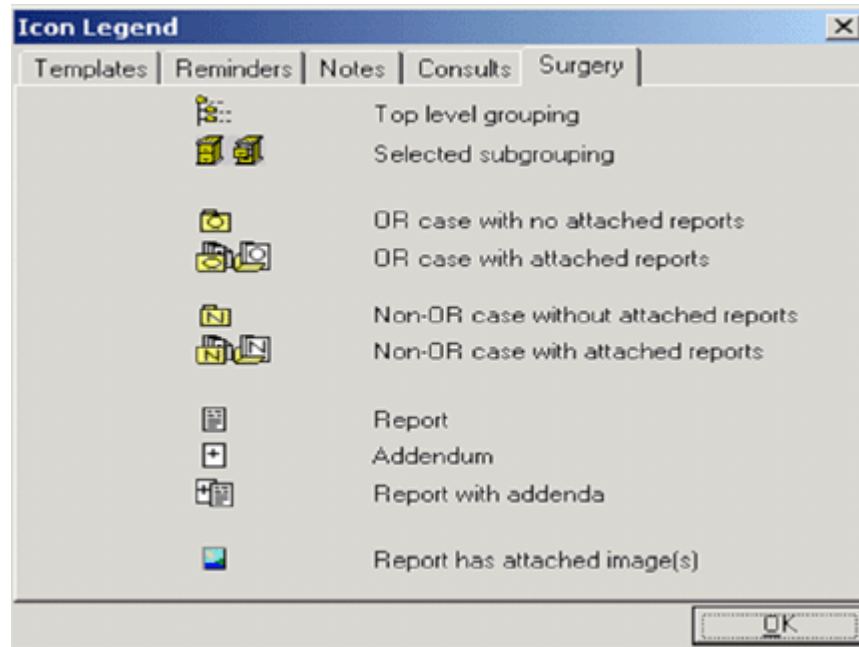 Icon Legend
Templates Reminders Notes Consults Surgery
Top level grouping
Selected subgrouping
OR case with no attached reports
OR case with attached reports
Non-OR case without attached reports
Non-OR case with attached reports
Report
Addendum
Report with addenda
Report has attached image(s)
OK